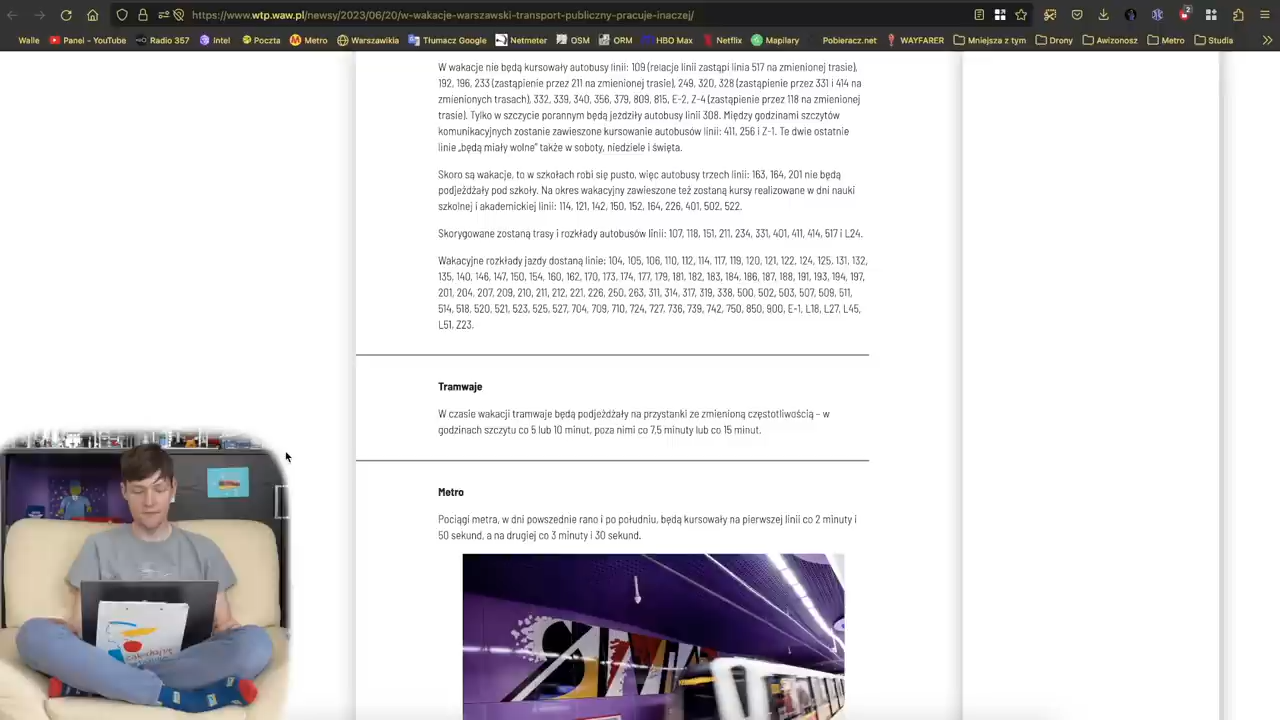 https://www.wtp.waw.pl/newsy/2023/06/20/w-wakacje-warszawski-transport-publiczny-pracuje-inaczej/
2
Walle Panel - YouTube Radio 357 Intel Poczta Metro Warszawikia Tłumacz Google Netmeter OSM ORM HBO Max Netflix Mapilary Pobieracz.net WAYFARER Mniejsza z tym Drony Awizonosz Metro Studia
W wakacje nie będą kursowały autobusy linii: 109 (relacje linii zastąpi linia 517 na zmienionej trasie),
192, 196, 233 (zastąpienie przez 211 na zmienionej trasie), 249, 320, 328 (zastąpienie przez 331 i 414 na
zmienionych trasach), 332, 339, 340, 356, 379, 809, 815, E-2, Z-4 (zastąpienie przez 118 na zmienionej
trasie). Tylko w szczycie porannym będą jeździły autobusy linii 308. Między godzinami szczytów
komunikacyjnych zostanie zawieszone kursowanie autobusów linii: 411, 256 i Z-1. Te dwie ostatnie
linie „będą miały wolne” także w soboty, niedziele i święta.
Skoro są wakacje, to w szkołach robi się pusto, więc autobusy trzech linii: 163, 164, 201 nie będą
podjeżdżały pod szkoły. Na okres wakacyjny zawieszone też zostaną kursy realizowane w dni nauki
szkolnej i akademickiej linii: 114, 121, 142, 150, 152, 164, 226, 401, 502, 522.
Skorygowane zostaną trasy i rozkłady autobusów linii: 107, 118, 151, 211, 234, 331, 401, 411, 414, 517 i L24.
Wakacyjne rozkłady jazdy dostaną linie: 104, 105, 106, 110, 112, 114, 117, 119, 120, 121, 122, 124, 125, 131, 132,
135, 140, 146, 147, 150, 154, 160, 162, 170, 173, 174, 177, 179, 181, 182, 183, 184, 186, 187, 188, 191, 193, 194, 197,
201, 204, 207, 209, 210, 211, 212, 221, 226, 250, 263, 311, 314, 317, 319, 338, 500, 502, 503, 507, 509, 511,
514, 518, 520, 521, 523, 525, 527, 704, 709, 710, 724, 727, 736, 739, 742, 750, 850, 900, E-1, L18, L27, L45,
L51, Z23.
Tramwaje
W czasie wakacji tramwaje będą podjeżdżały na przystanki ze zmienioną częstotliwością – w
godzinach szczytu co 5 lub 10 minut, poza nimi co 7,5 minuty lub co 15 minut.
Metro
Pociągi metra, w dni powszednie rano i po południu, będą kursowały na pierwszej linii co 2 minuty i
50 sekund, a na drugiej co 3 minuty i 30 sekund.